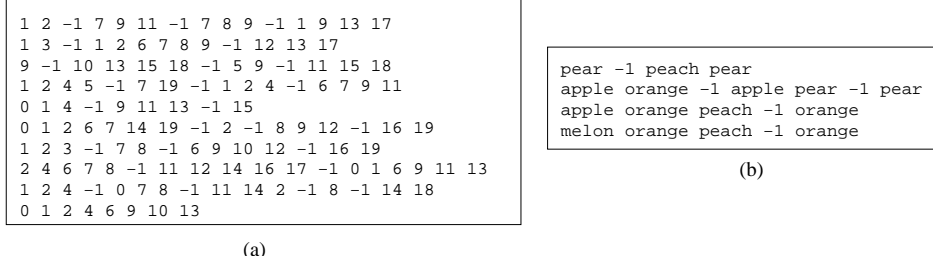 1 2 −1 7 9 11 −1 7 8 9 −1 1 9 13 17
1 3 −1 1 2 6 7 8 9 −1 12 13 17
9 −1 10 13 15 18 −1 5 9 −1 11 15 18
1 2 4 5 −1 7 19 −1 1 2 4 −1 6 7 9 11
0 1 4 −1 9 11 13 −1 15
0 1 2 6 7 14 19 −1 2 −1 8 9 12 −1 16 19
1 2 3 −1 7 8 −1 6 9 10 12 −1 16 19
2 4 6 7 8 −1 11 12 14 16 17 −1 0 1 6 9 11 13
1 2 4 −1 0 7 8 −1 11 14 2 −1 8 −1 14 18
0 1 2 4 6 9 10 13
(a)
pear −1 peach pear
apple orange −1 apple pear −1 pear
apple orange peach −1 orange
melon orange peach −1 orange
(b)